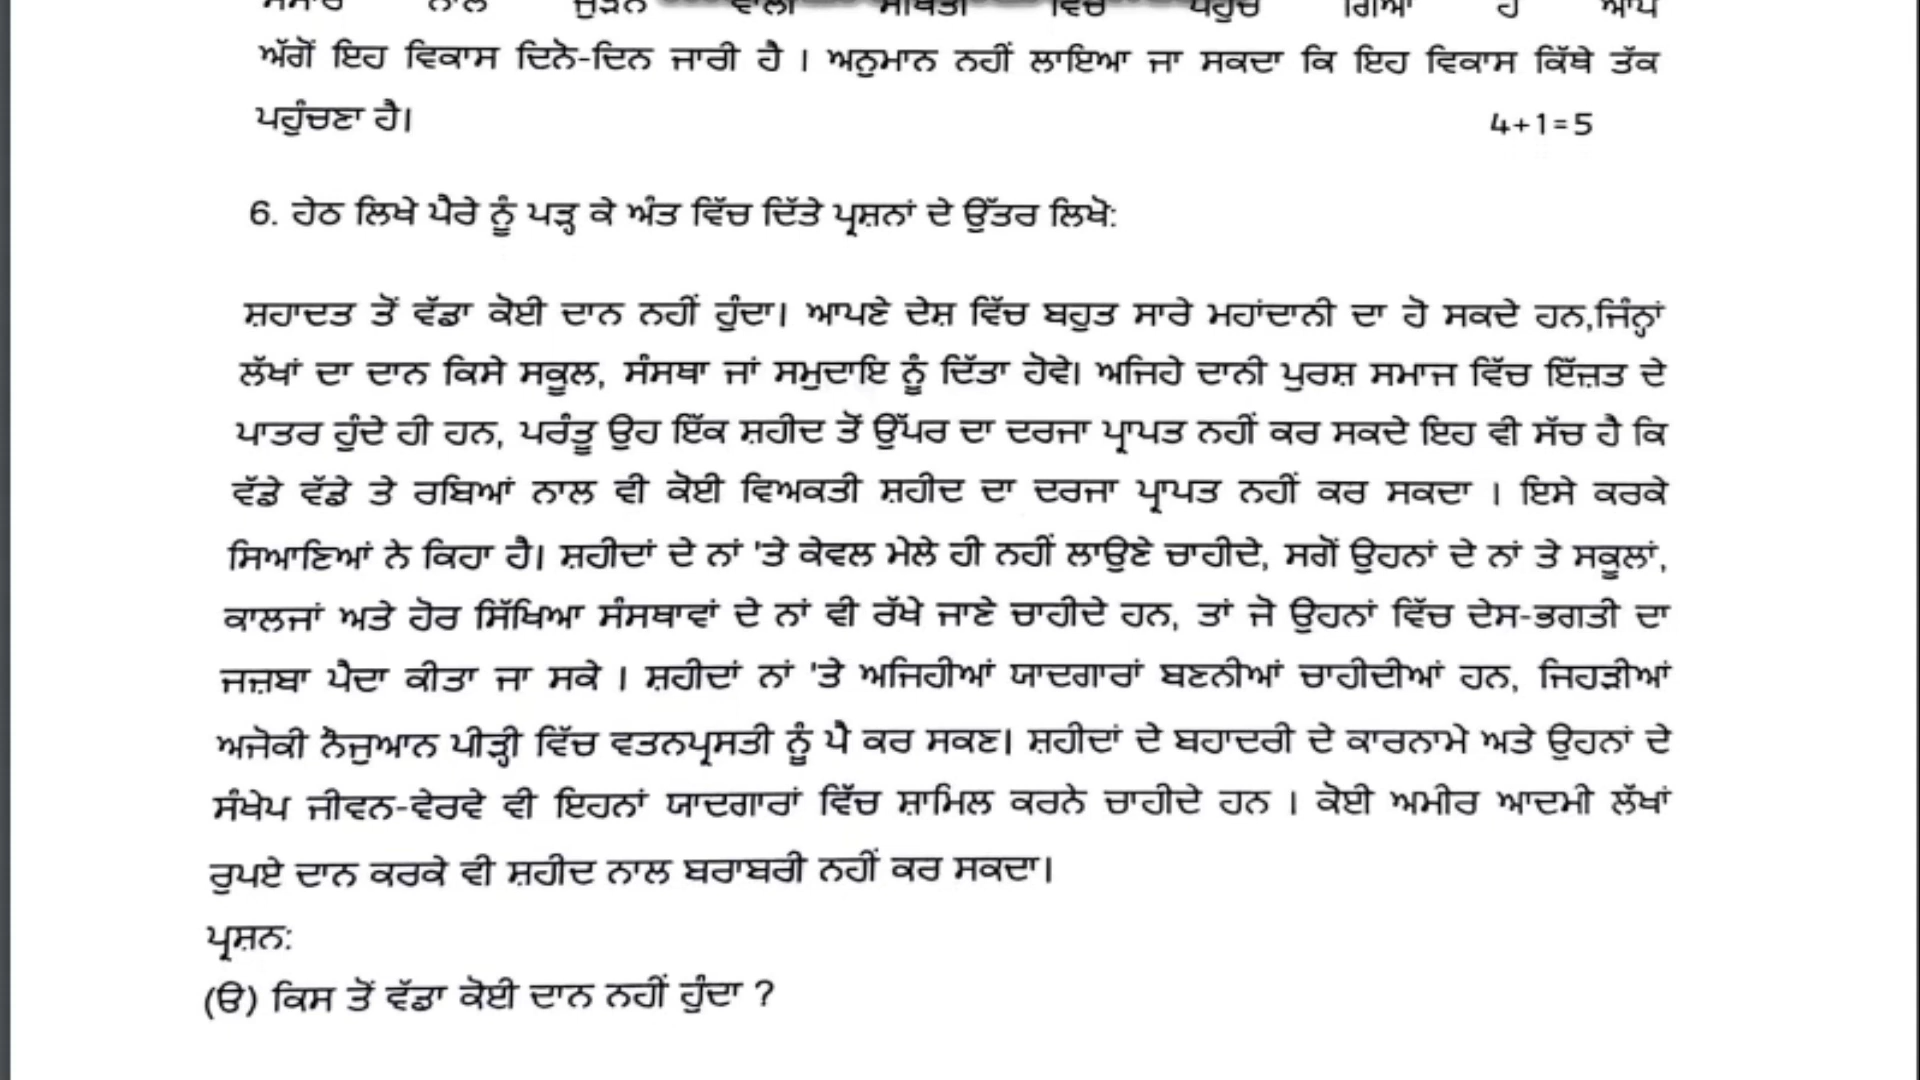 ਅੱਗੋਂ ਇਹ ਵਿਕਾਸ ਦਿਨੋ-ਦਿਨ ਜਾਰੀ ਹੈ । ਅਨੁਮਾਨ ਨਹੀਂ ਲਾਇਆ ਜਾ ਸਕਦਾ ਕਿ ਇਹ ਵਿਕਾਸ ਕਿੱਥੇ ਤੱਕ
ਪਹੁੰਚਣਾ ਹੈ। 4+1=5
6. ਹੇਠ ਲਿਖੇ ਪੈਰੇ ਨੂੰ ਪੜ੍ਹ ਕੇ ਅੰਤ ਵਿੱਚ ਦਿੱਤੇ ਪ੍ਰਸ਼ਨਾਂ ਦੇ ਉੱਤਰ ਲਿਖੋ:
ਸ਼ਹਾਦਤ ਤੋਂ ਵੱਡਾ ਕੋਈ ਦਾਨ ਨਹੀਂ ਹੁੰਦਾ। ਆਪਣੇ ਦੇਸ਼ ਵਿੱਚ ਬਹੁਤ ਸਾਰੇ ਮਹਾਂਦਾਨੀ ਦਾ ਹੋ ਸਕਦੇ ਹਨ,ਜਿੰਨ੍ਹਾਂ
ਲੱਖਾਂ ਦਾ ਦਾਨ ਕਿਸੇ ਸਕੂਲ, ਸੰਸਥਾ ਜਾਂ ਸਮੁਦਾਇ ਨੂੰ ਦਿੱਤਾ ਹੋਵੇ। ਅਜਿਹੇ ਦਾਨੀ ਪੁਰਸ਼ ਸਮਾਜ ਵਿੱਚ ਇੱਜ਼ਤ ਦੇ
ਪਾਤਰ ਹੁੰਦੇ ਹੀ ਹਨ, ਪਰੰਤੂ ਉਹ ਇੱਕ ਸ਼ਹੀਦ ਤੋਂ ਉੱਪਰ ਦਾ ਦਰਜਾ ਪ੍ਰਾਪਤ ਨਹੀਂ ਕਰ ਸਕਦੇ ਇਹ ਵੀ ਸੱਚ ਹੈ ਕਿ
ਵੱਡੇ ਵੱਡੇ ਤੇ ਰਬਿਆਂ ਨਾਲ ਵੀ ਕੋਈ ਵਿਅਕਤੀ ਸ਼ਹੀਦ ਦਾ ਦਰਜਾ ਪ੍ਰਾਪਤ ਨਹੀਂ ਕਰ ਸਕਦਾ । ਇਸੇ ਕਰਕੇ
ਸਿਆਣਿਆਂ ਨੇ ਕਿਹਾ ਹੈ। ਸ਼ਹੀਦਾਂ ਦੇ ਨਾਂ 'ਤੇ ਕੇਵਲ ਮੇਲੇ ਹੀ ਨਹੀਂ ਲਾਉਣੇ ਚਾਹੀਦੇ, ਸਗੋਂ ਉਹਨਾਂ ਦੇ ਨਾਂ ਤੇ ਸਕੂਲਾਂ,
ਕਾਲਜਾਂ ਅਤੇ ਹੋਰ ਸਿੱਖਿਆ ਸੰਸਥਾਵਾਂ ਦੇ ਨਾਂ ਵੀ ਰੱਖੇ ਜਾਣੇ ਚਾਹੀਦੇ ਹਨ, ਤਾਂ ਜੋ ਉਹਨਾਂ ਵਿੱਚ ਦੇਸ-ਭਗਤੀ ਦਾ
ਜਜ਼ਬਾ ਪੈਦਾ ਕੀਤਾ ਜਾ ਸਕੇ । ਸ਼ਹੀਦਾਂ ਨਾਂ 'ਤੇ ਅਜਿਹੀਆਂ ਯਾਦਗਾਰਾਂ ਬਣਨੀਆਂ ਚਾਹੀਦੀਆਂ ਹਨ, ਜਿਹੜੀਆਂ
ਅਜੋਕੀ ਨੌਜੁਆਨ ਪੀੜ੍ਹੀ ਵਿੱਚ ਵਤਨਪ੍ਰਸਤੀ ਨੂੰ ਪੈ ਕਰ ਸਕਣ। ਸ਼ਹੀਦਾਂ ਦੇ ਬਹਾਦਰੀ ਦੇ ਕਾਰਨਾਮੇ ਅਤੇ ਉਹਨਾਂ ਦੇ
ਸੰਖੇਪ ਜੀਵਨ-ਵੇਰਵੇ ਵੀ ਇਹਨਾਂ ਯਾਦਗਾਰਾਂ ਵਿੱਚ ਸ਼ਾਮਿਲ ਕਰਨੇ ਚਾਹੀਦੇ ਹਨ । ਕੋਈ ਅਮੀਰ ਆਦਮੀ ਲੱਖਾਂ
ਰੁਪਏ ਦਾਨ ਕਰਕੇ ਵੀ ਸ਼ਹੀਦ ਨਾਲ ਬਰਾਬਰੀ ਨਹੀਂ ਕਰ ਸਕਦਾ।
ਪ੍ਰਸ਼ਨ:
(ੳ) ਕਿਸ ਤੋਂ ਵੱਡਾ ਕੋਈ ਦਾਨ ਨਹੀਂ ਹੁੰਦਾ ?